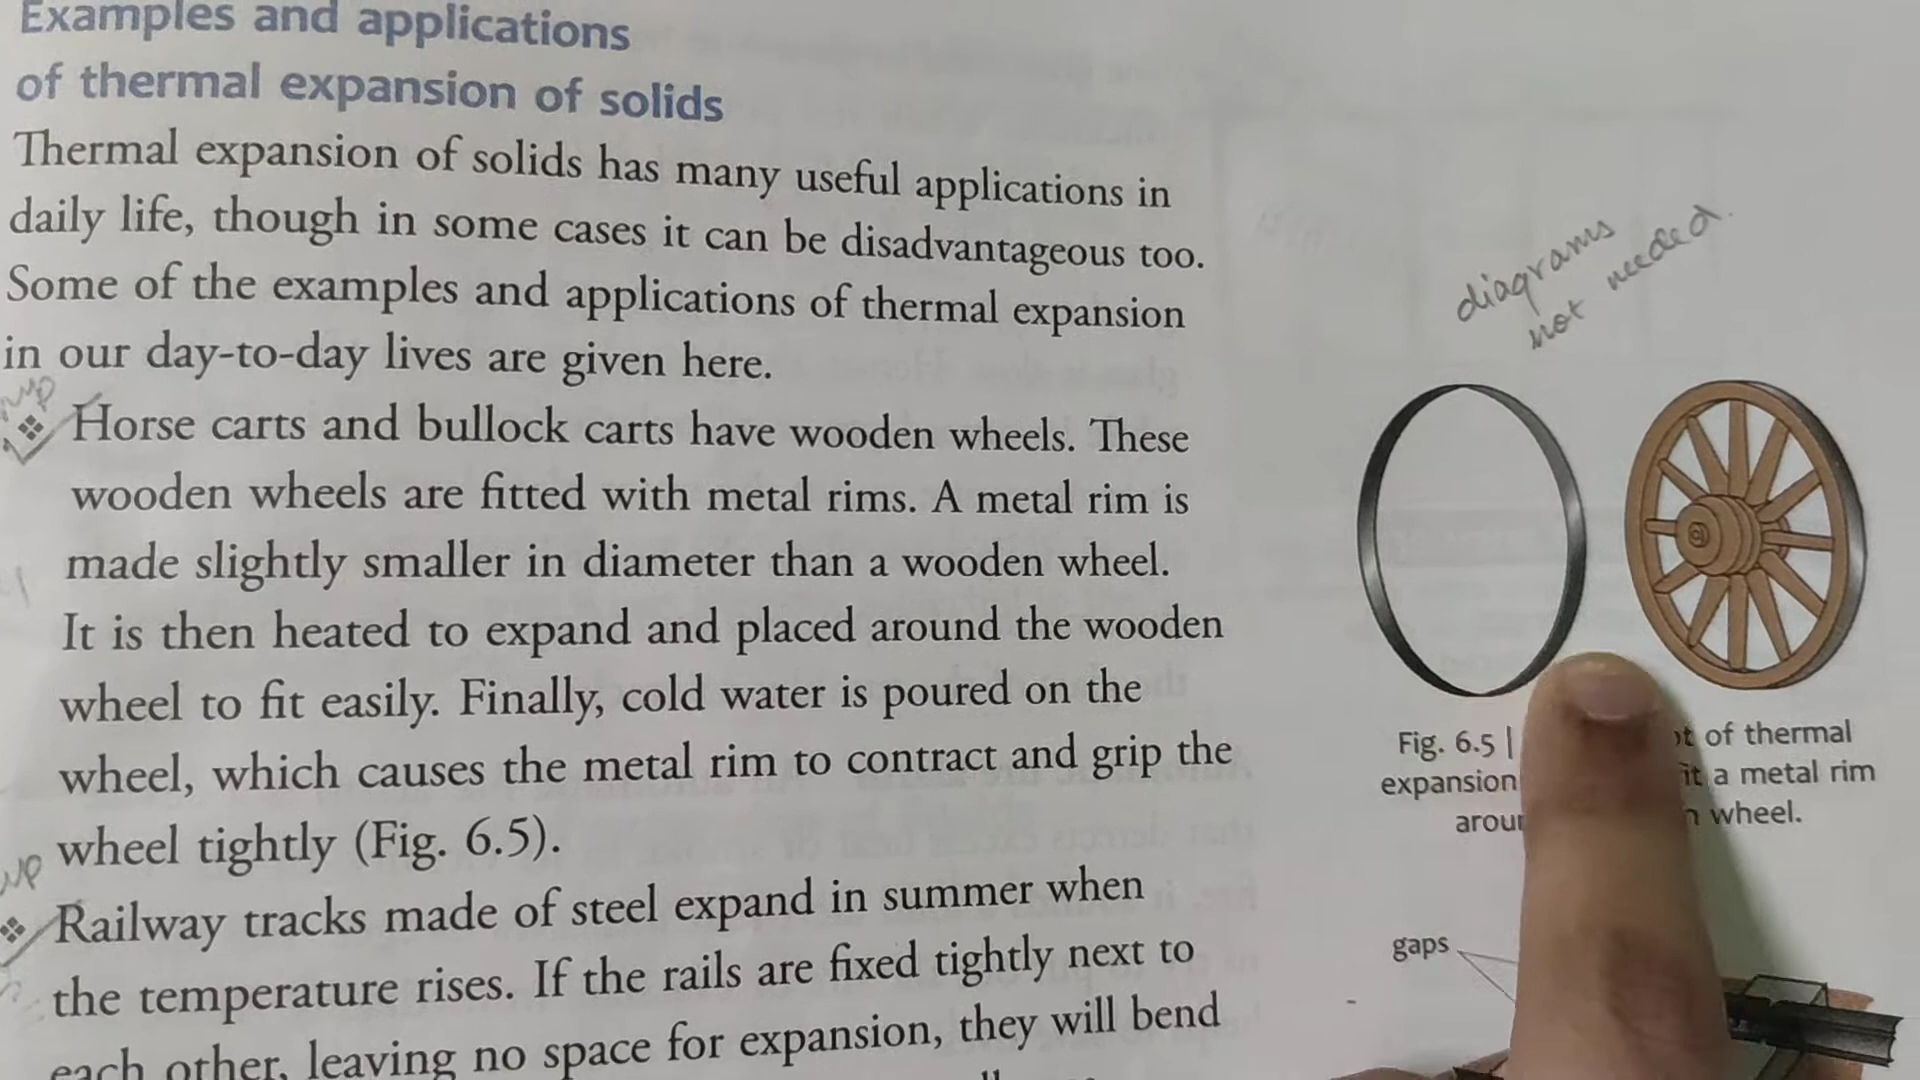 Examples and applications
of thermal expansion of solids
Thermal expansion of solids has many useful applications in
daily life, though in some cases it can be disadvantageous too.
Some of the examples and applications of thermal expansion
in our day-to-day lives are given here.
Horse carts and bullock carts have wooden wheels. These
wooden wheels are fitted with metal rims. A metal rim is
made slightly smaller in diameter than a wooden wheel.
It is then heated to expand and placed around the wooden
wheel to fit easily. Finally, cold water is poured on the
wheel, which causes the metal rim to contract and grip the
wheel tightly (Fig. 6.5).
Railway tracks made of steel expand in summer when
the temperature rises. If the rails are fixed tightly next to
each other, leaving no space for expansion, they will bend
diagrams
not needed.
Fig. 6.5 | of thermal
expansion a metal rim
wheel.
gaps